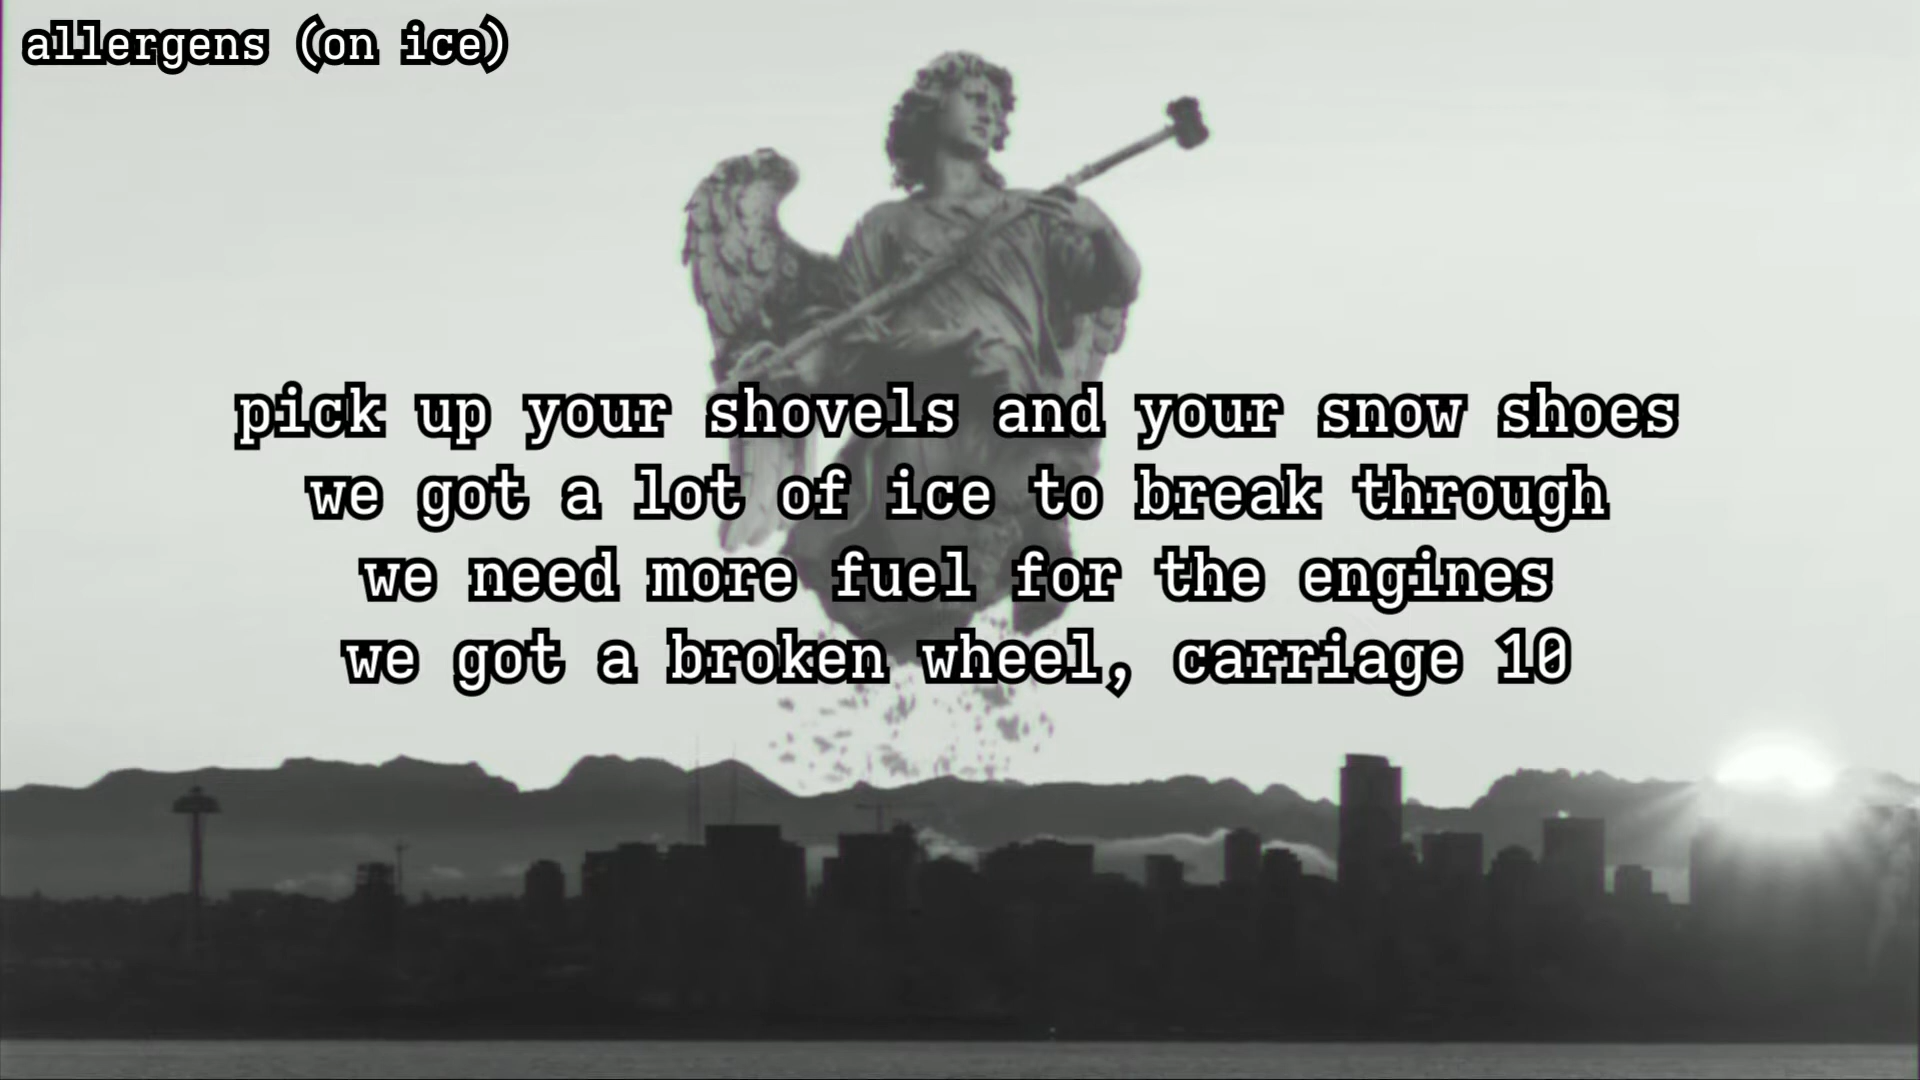 allergens (on ice)
pick up your shovels and your snow shoes
we got a lot of ice to break through
we need more fuel for the engines
we got a broken wheel, carriage 10